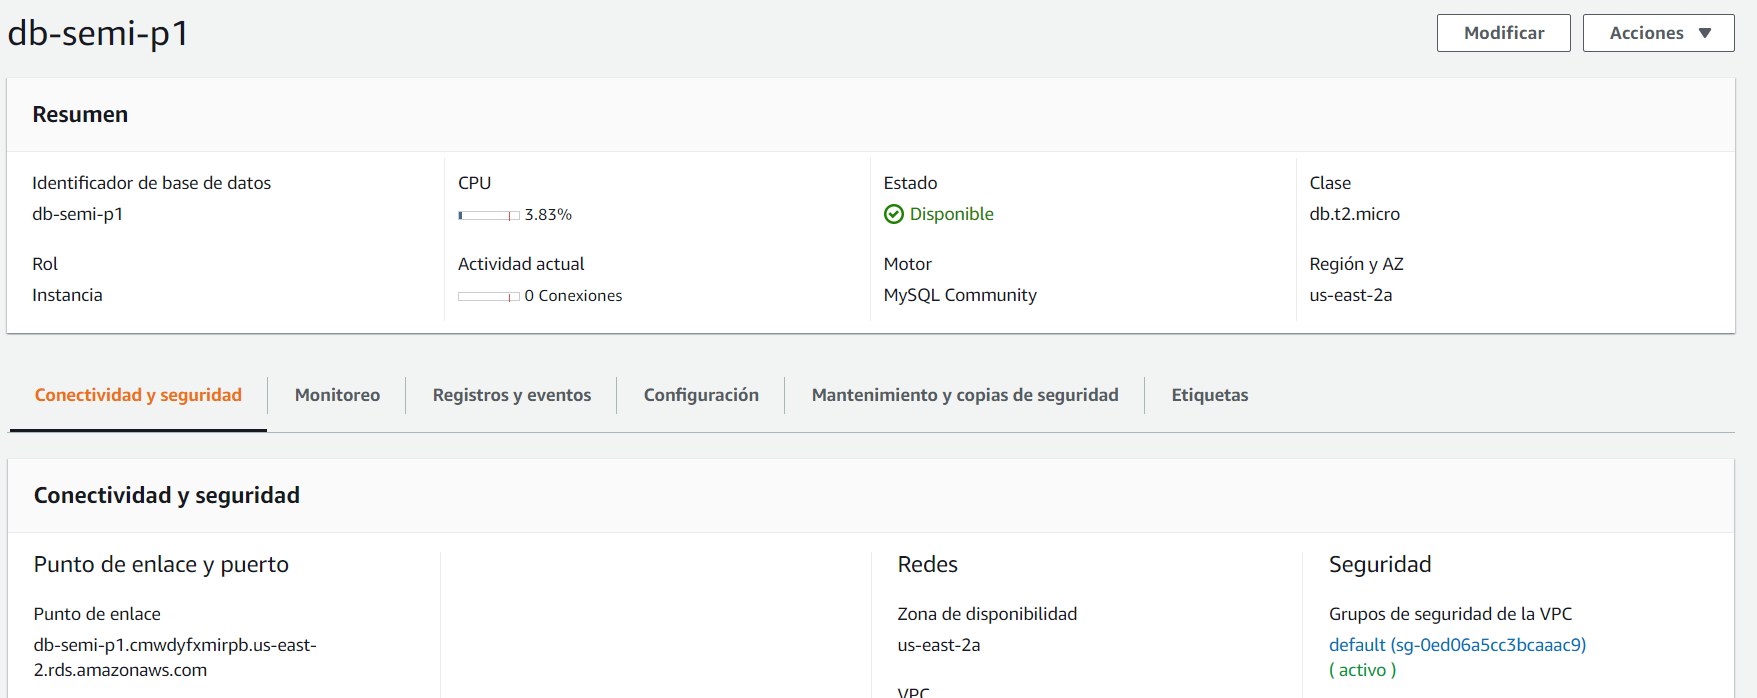 db-semi-p1
Modificar
Acciones
Resumen
Identificador de base de datos
db-semi-p1
CPU
3.83%
Estado
Disponible
Clase
db.t2.micro
Rol
Instancia
Actividad actual
0 Conexiones
Motor
MySQL Community
Región y AZ
us-east-2a
Conectividad y seguridad
Monitoreo
Registros y eventos
Configuración
Mantenimiento y copias de seguridad
Etiquetas
Conectividad y seguridad
Punto de enlace y puerto
Punto de enlace
db-semi-p1.cmwdyfxmirpb.us-east-
2.rds.amazonaws.com
Redes
Zona de disponibilidad
us-east-2a
VPC
Seguridad
Grupos de seguridad de la VPC
default (sg-0ed06a5cc3bcaaac9)
( activo )